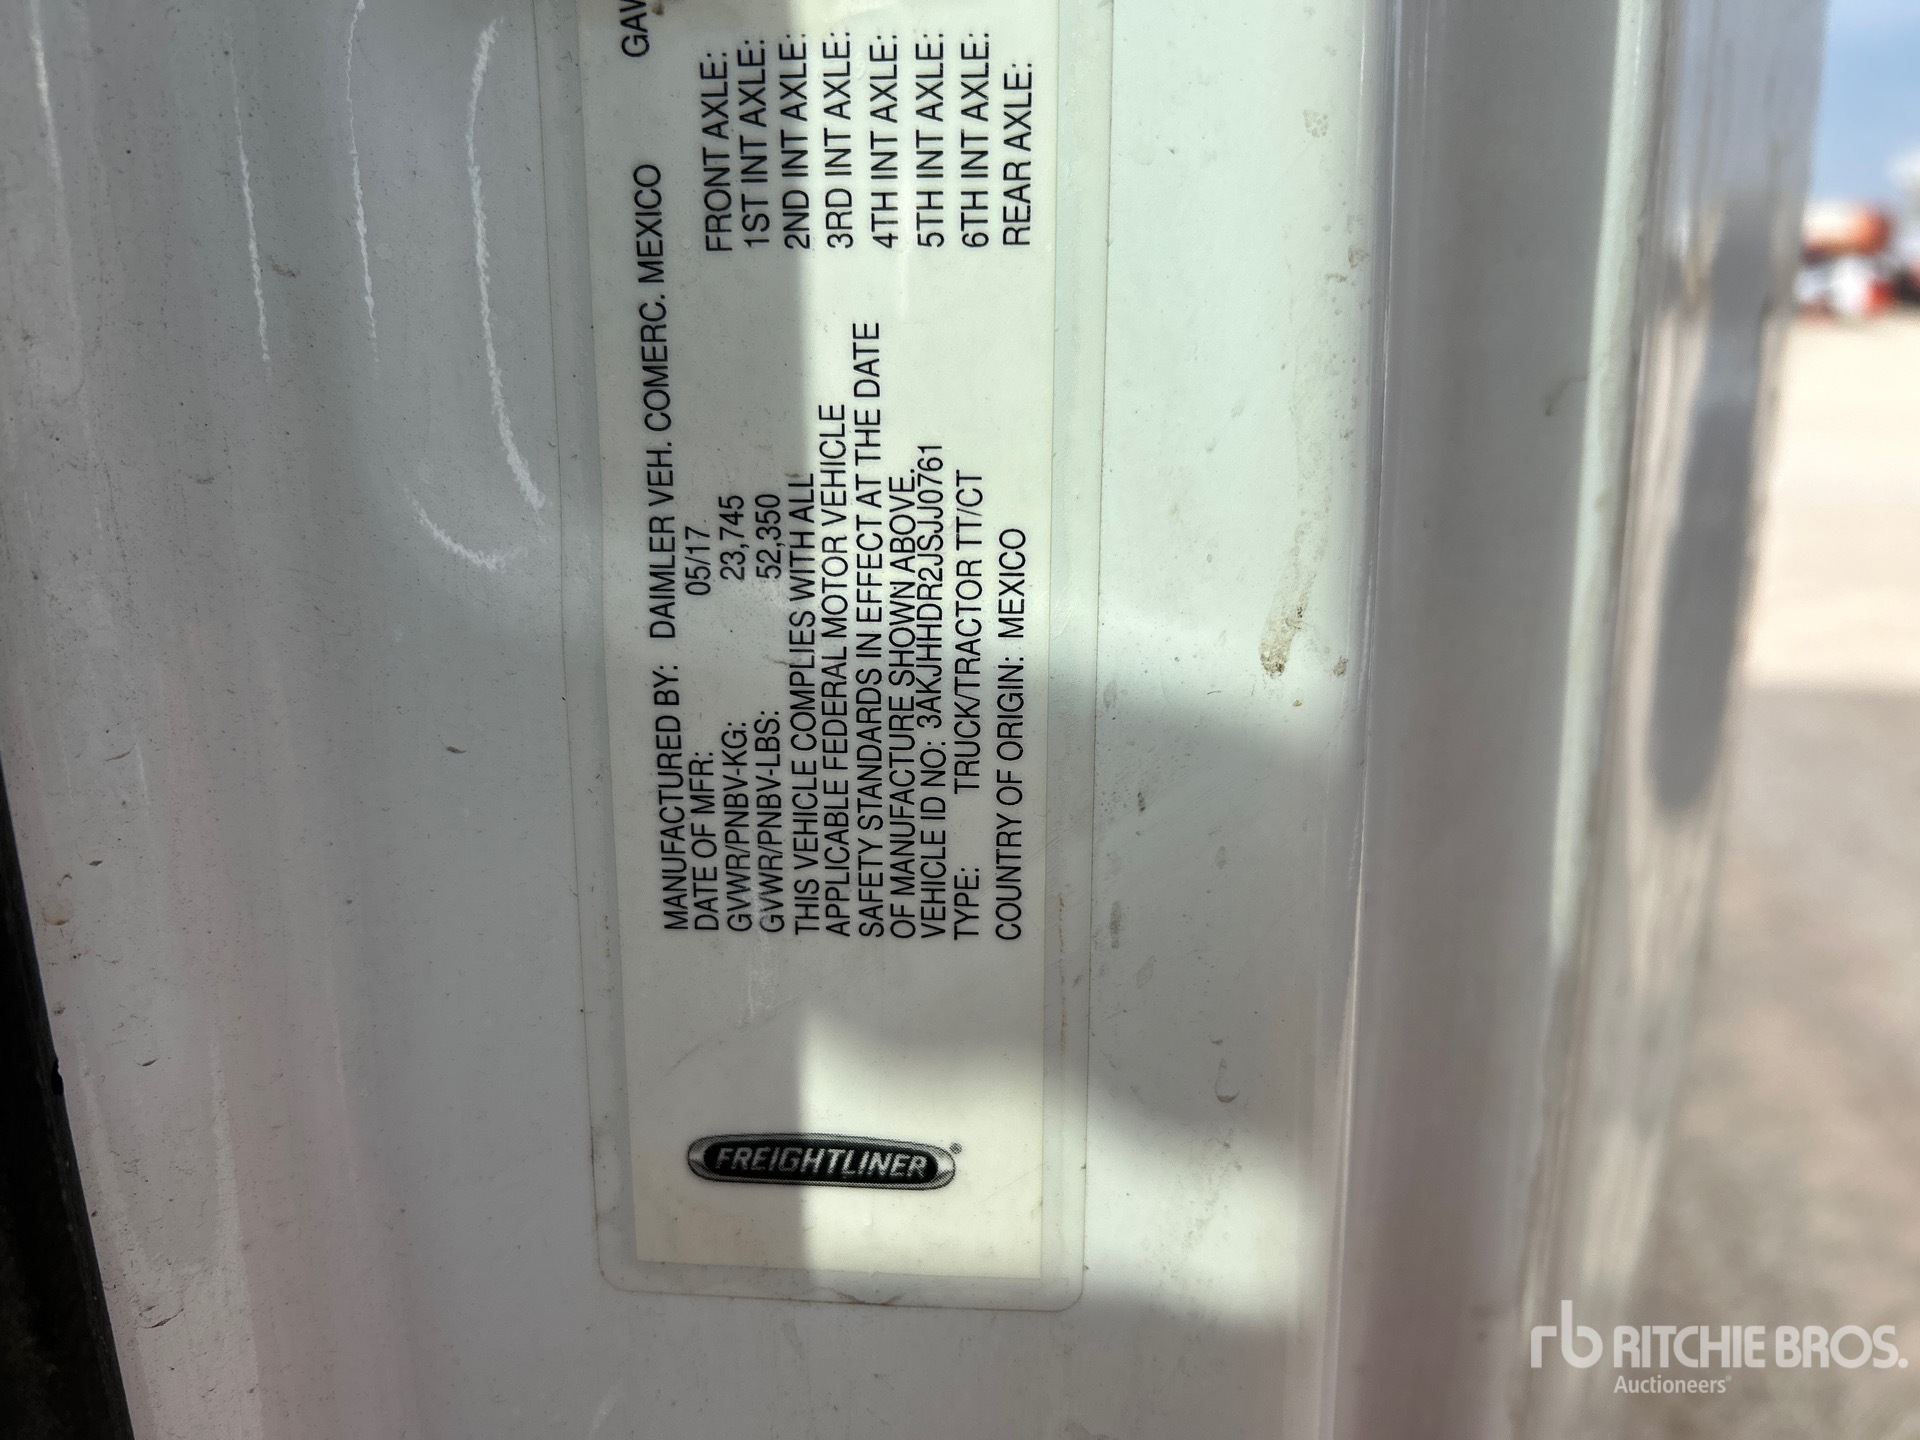 FREIGHTLINER®
MANUFACTURED BY: DAIMLER VEH. COMERC. MEXICO
DATE OF MFR: 05/17
GVWR/PNBV-KG: 23,745
GVWR/PNBV-LBS: 52,350
THIS VEHICLE COMPLIES WITH ALL
APPLICABLE FEDERAL MOTOR VEHICLE
SAFETY STANDARDS IN EFFECT AT THE DATE
OF MANUFACTURE SHOWN ABOVE.
VEHICLE ID NO: 3AKJHHDR2JSJJ0761
TYPE: TRUCK/TRACTOR TT/CT
COUNTRY OF ORIGIN: MEXICO
FRONT AXLE:
1ST INT AXLE:
2ND INT AXLE:
3RD INT AXLE:
4TH INT AXLE:
5TH INT AXLE:
6TH INT AXLE:
REAR AXLE:
rb RITCHIE BROS.
Auctioneers